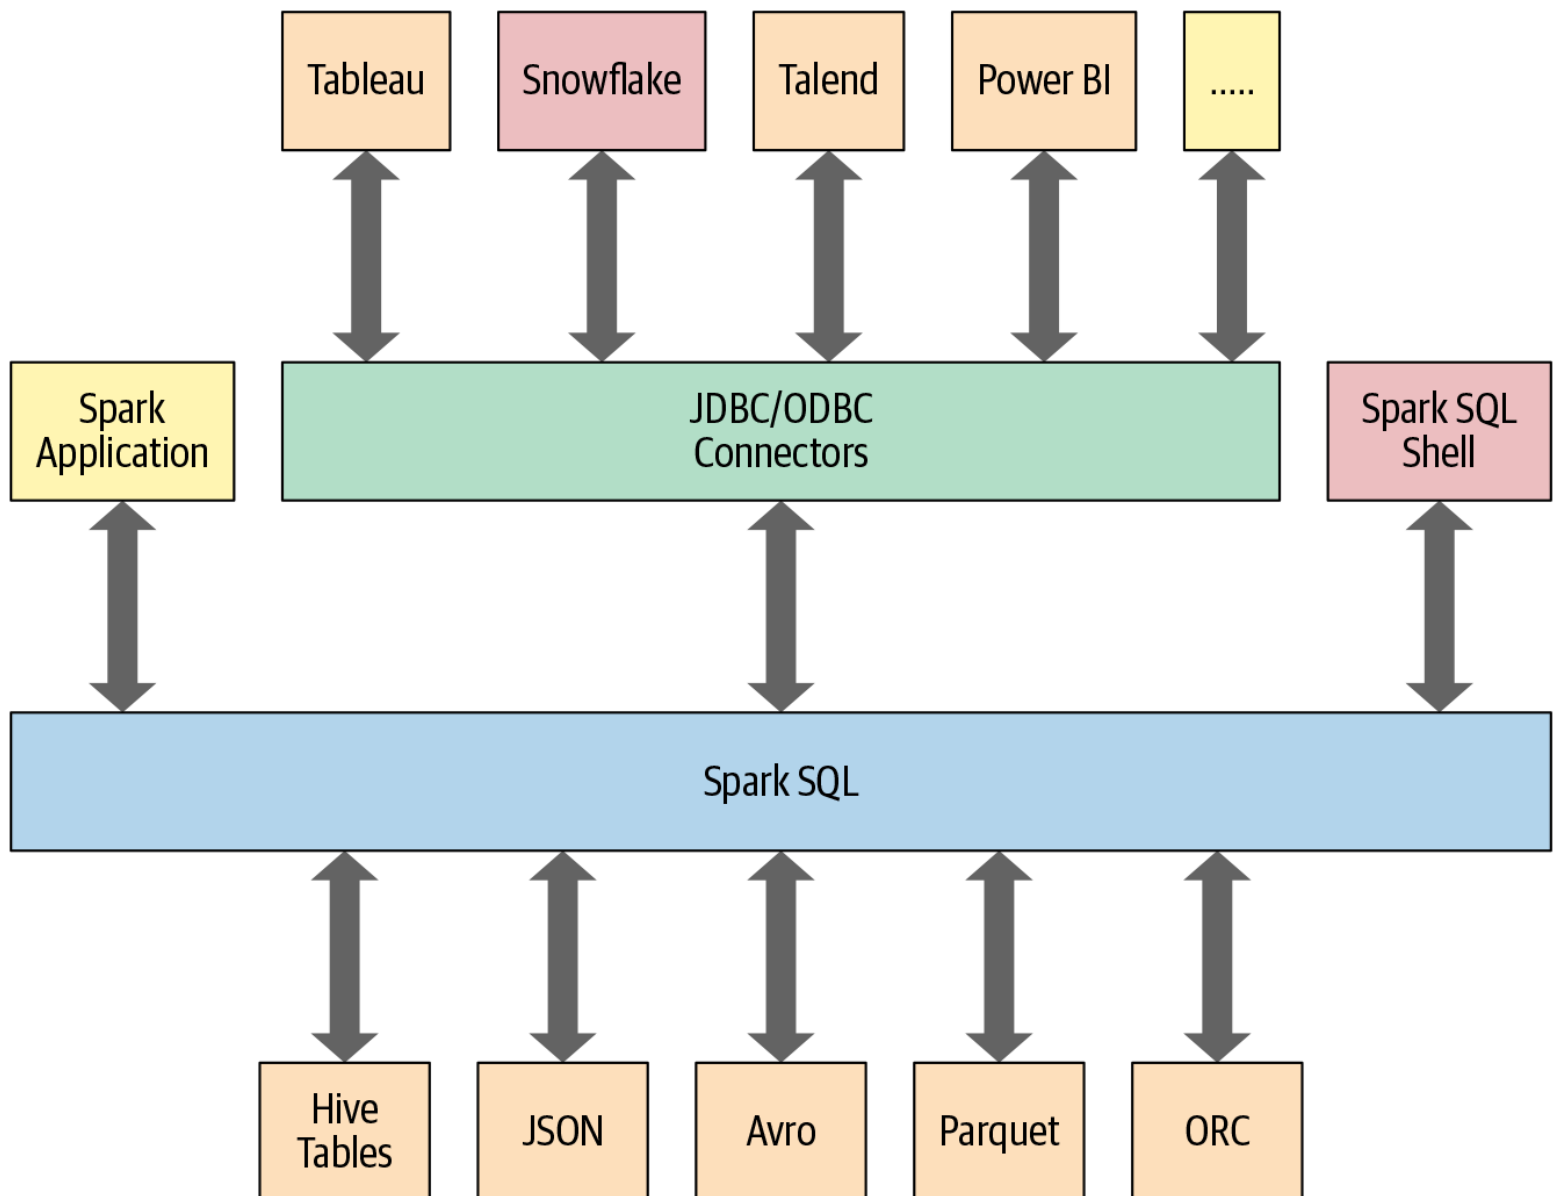 Tableau
Snowflake
Talend
Power BI
.....
Spark
Application
JDBC/ODBC
Connectors
Spark SQL
Shell
Spark SQL
Hive
Tables
JSON
Avro
Parquet
ORC